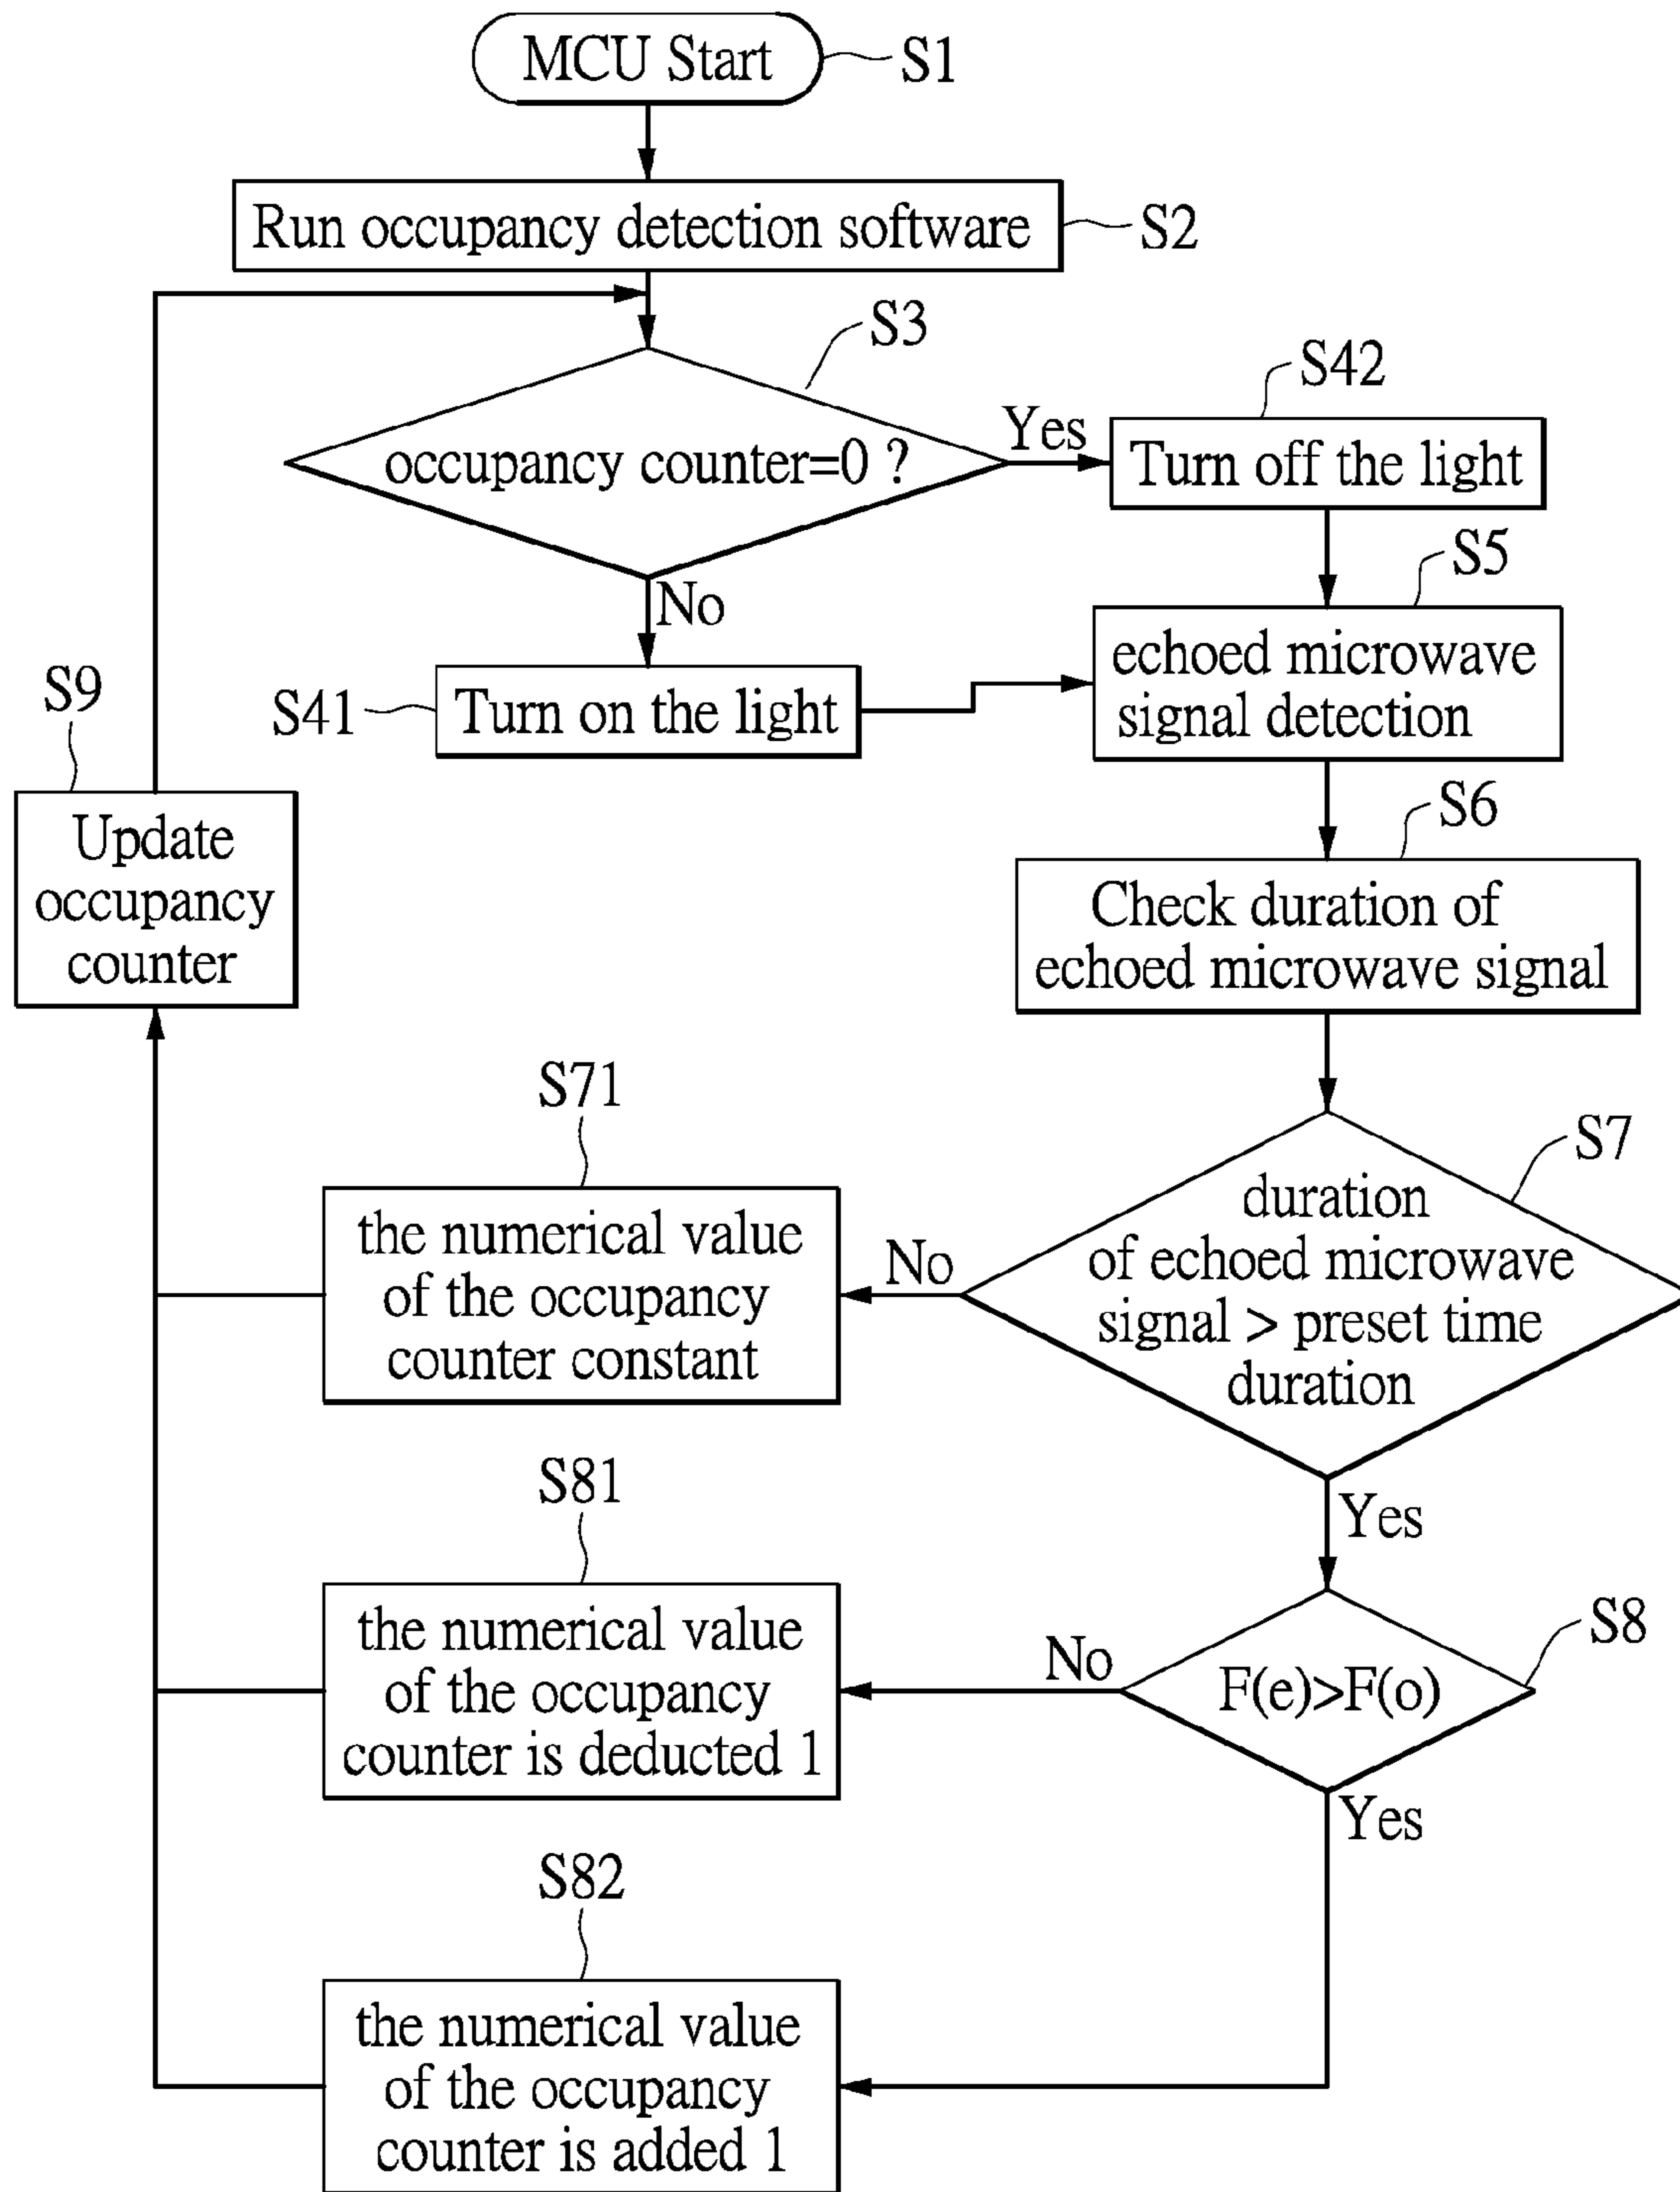 MCU Start
S1
Run occupancy detection software
S2
S3
occupancy counter=0 ?
Yes
S42
Turn off the light
No
S41
Turn on the light
S5
echoed microwave
signal detection
S9
Update
occupancy
counter
S6
Check duration of
echoed microwave signal
S7
duration
of echoed microwave
signal > preset time
duration
No
S71
the numerical value
of the occupancy
counter constant
Yes
S8
F(e)>F(o)
No
S81
the numerical value
of the occupancy
counter is deducted 1
Yes
S82
the numerical value
of the occupancy
counter is added 1